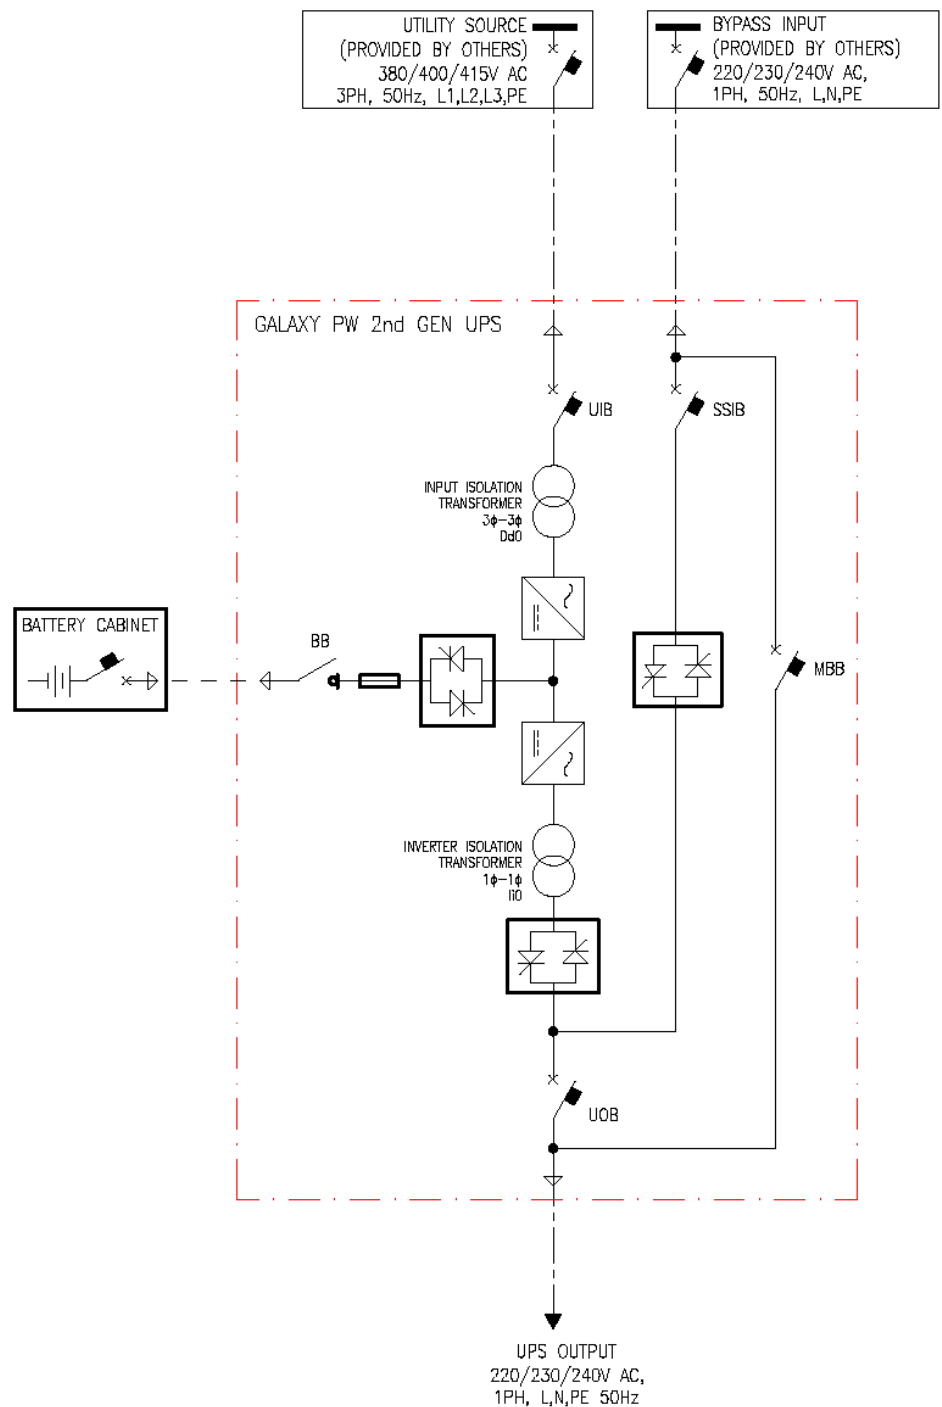 UTILITY SOURCE
(PROVIDED BY OTHERS)
380/400/415V AC
3PH, 50Hz, L1,L2,L3,PE
BYPASS INPUT
(PROVIDED BY OTHERS)
220/230/240V AC,
1PH, 50Hz, L,N,PE
GALAXY PW 2nd GEN UPS
UIB
SSIB
INPUT ISOLATION
TRANSFORMER
3ϕ-3ϕ
Dd0
BATTERY CABINET
BB
MBB
INVERTER ISOLATION
TRANSFORMER
1ϕ-1ϕ
Ii0
UOB
UPS OUTPUT
220/230/240V AC,
1PH, L,N,PE 50Hz